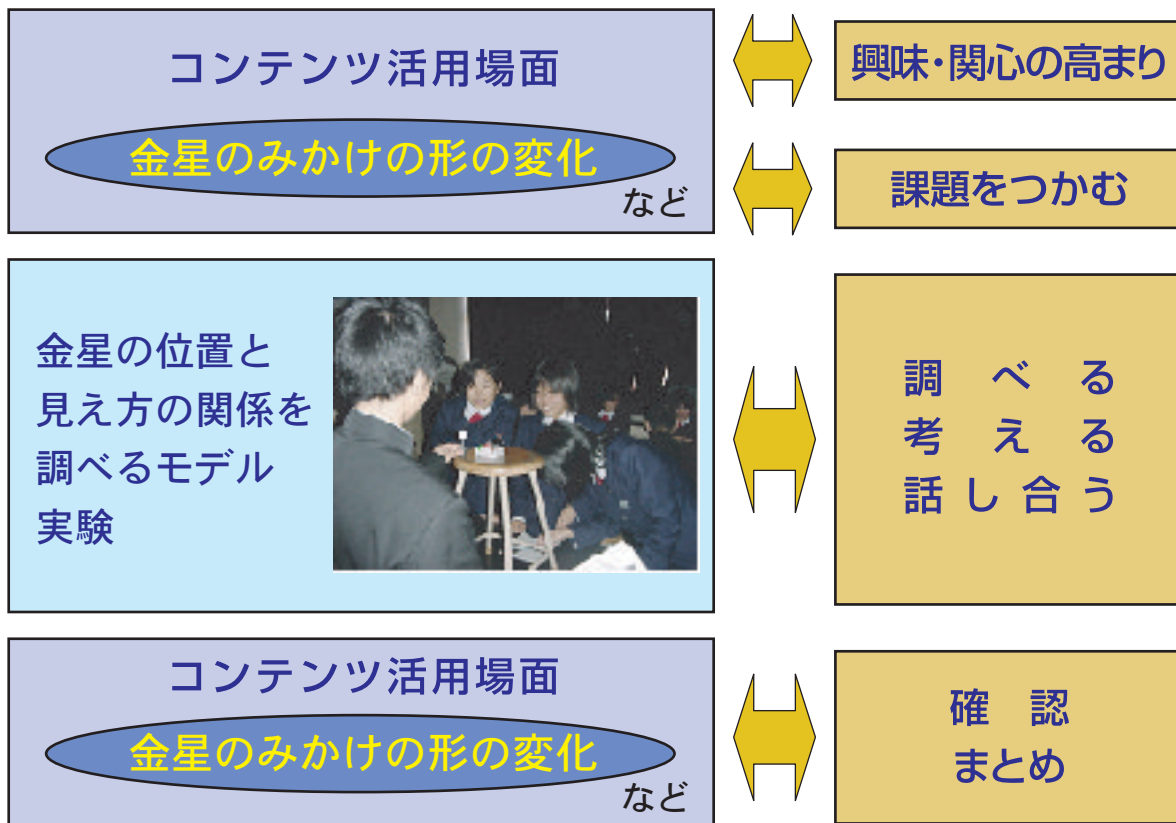 コンテンツ活用場面
金星のみかけの形の変化
など
興味・関心の高まり
課題をつかむ
金星の位置と
見え方の関係を
調べるモデル
実験
調べる
考える
話し合う
コンテンツ活用場面
金星のみかけの形の変化
など
確認
まとめ